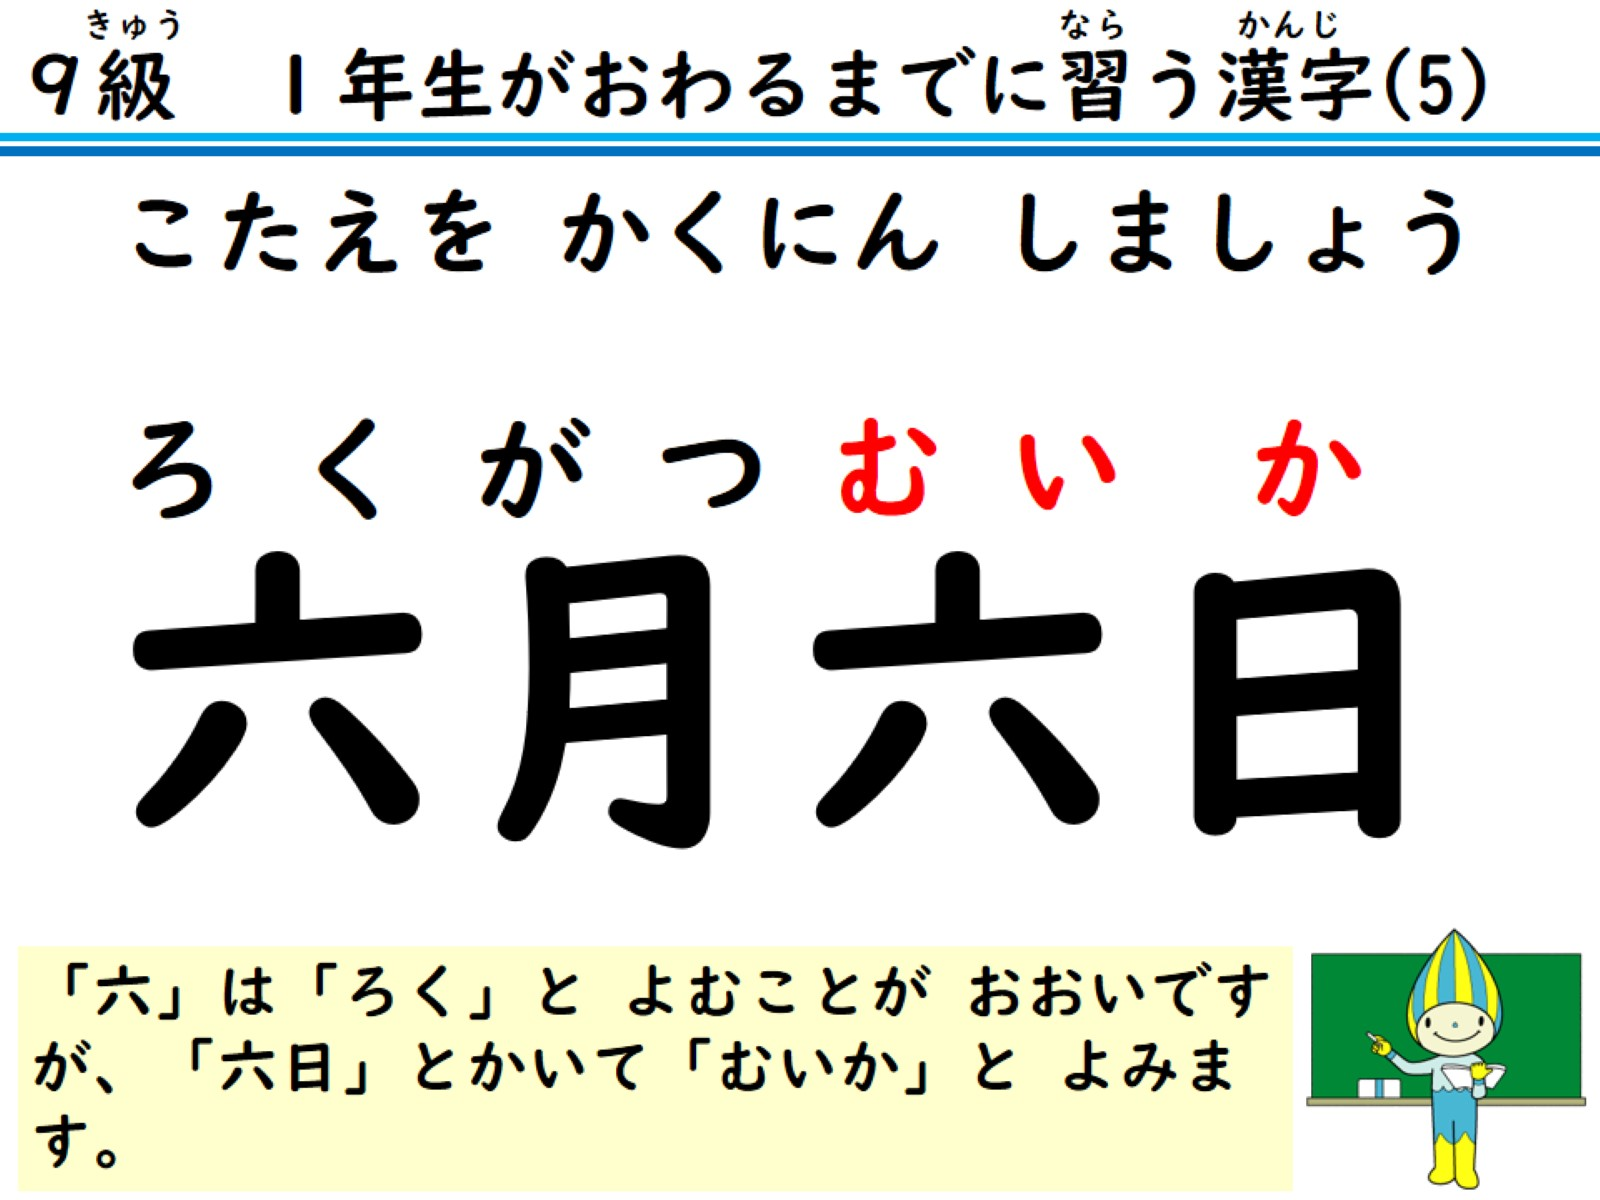 きゅう なら かんじ
9級 1年生がおわるまでに習う漢字(5)
こたえを かくにん しましょう
ろくがつむいか
六月六日
「六」は「ろく」と よむことが おおいです
が、「六日」とかいて「むいか」と よみま
す。